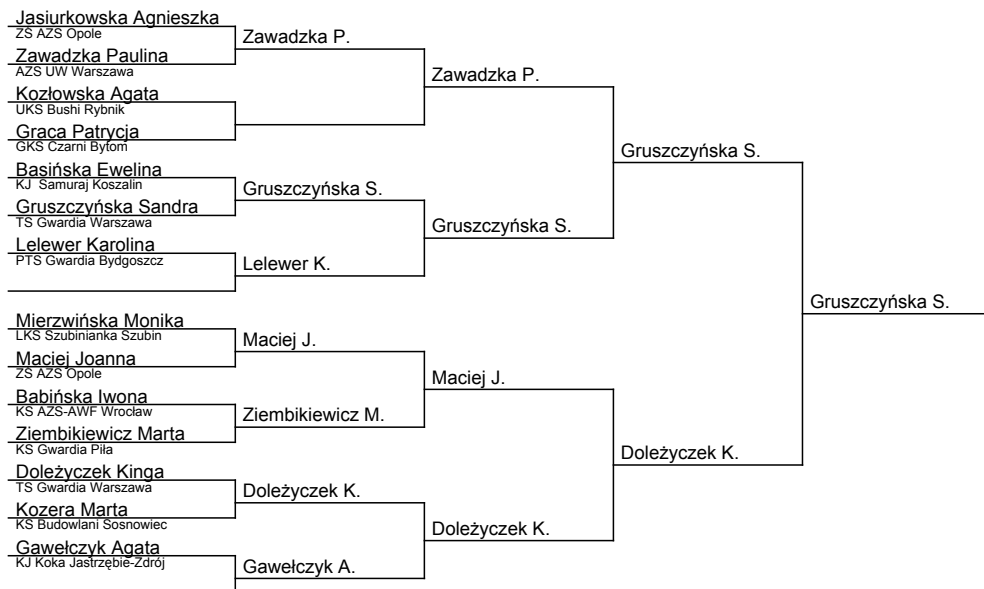 Jasiurkowska Agnieszka
ZS AZS Opole
Zawadzka P.
Zawadzka Paulina
AZS UW Warszawa
Zawadzka P.
Kozłowska Agata
UKS Bushi Rybnik
Graca Patrycja
GKS Czarni Bytom
Gruszczyńska S.
Basińska Ewelina
KJ Samuraj Koszalin
Gruszczyńska S.
Gruszczyńska Sandra
TS Gwardia Warszawa
Gruszczyńska S.
Lelewer Karolina
PTS Gwardia Bydgoszcz
Lelewer K.
Gruszczyńska S.
Mierzwińska Monika
LKS Szubinianka Szubin
Maciej J.
Maciej Joanna
ZS AZS Opole
Maciej J.
Babińska Iwona
KS AZS-AWF Wrocław
Ziembikiewicz M.
Ziembikiewicz Marta
KS Gwardia Piła
Doleżyczek K.
Doleżyczek Kinga
TS Gwardia Warszawa
Doleżyczek K.
Kozera Marta
KS Budowlani Sosnowiec
Doleżyczek K.
Gawełczyk Agata
KJ Koka Jastrzębie-Zdrój
Gawełczyk A.